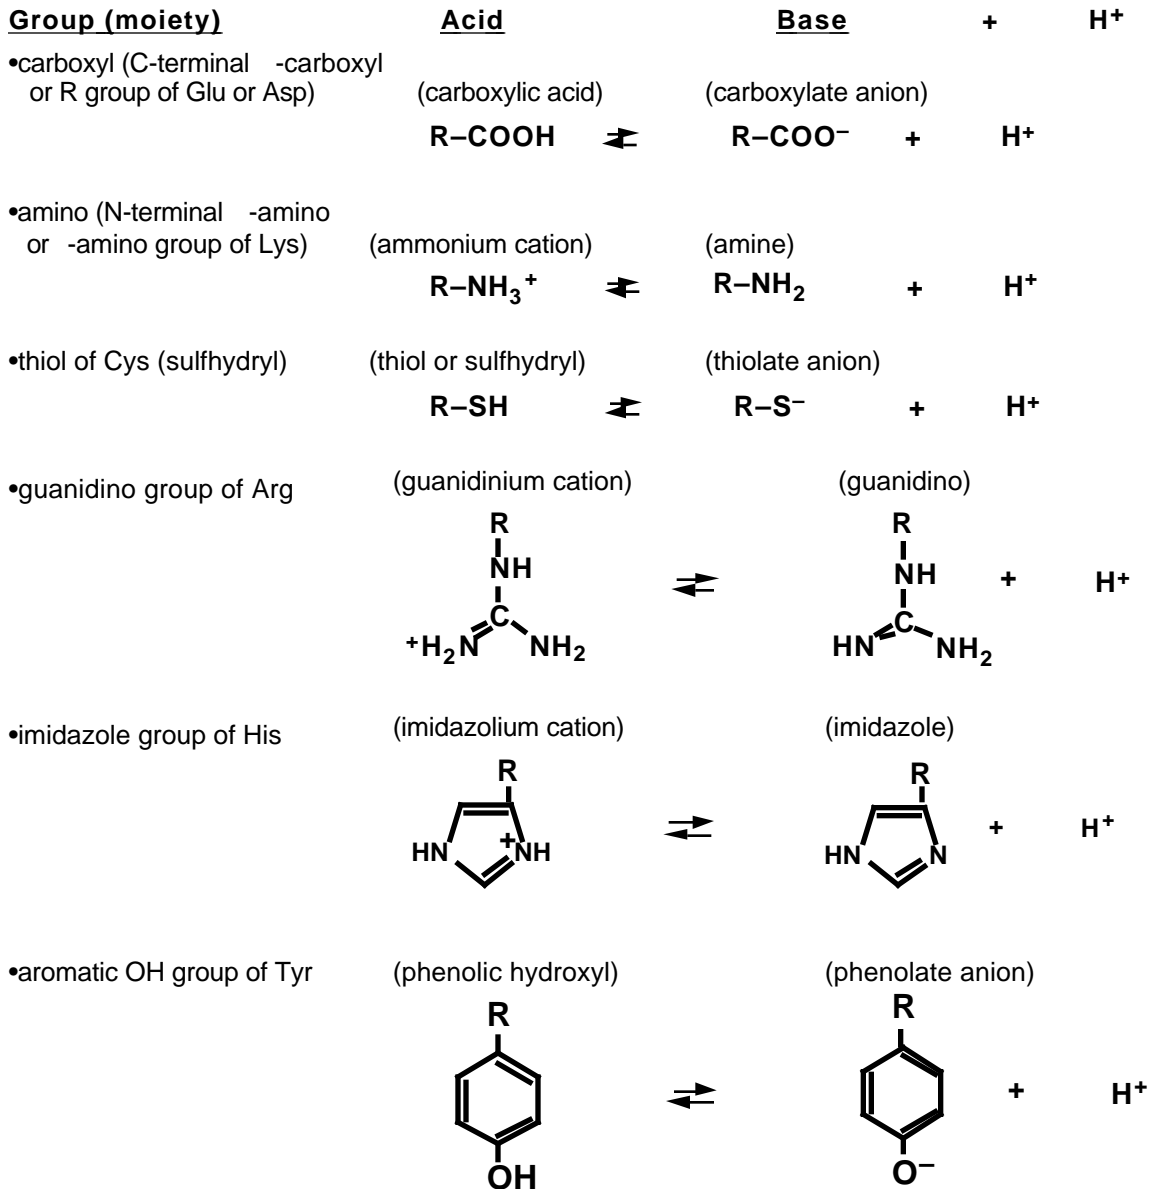 Group (moiety) Acid Base + H⁺
•carboxyl (C-terminal -carboxyl
or R group of Glu or Asp) (carboxylic acid) (carboxylate anion)
R–COOH ⇌ R–COO⁻ + H⁺
•amino (N-terminal -amino
or -amino group of Lys) (ammonium cation) (amine)
R–NH₃⁺ ⇌ R–NH₂ + H⁺
•thiol of Cys (sulfhydryl) (thiol or sulfhydryl) (thiolate anion)
R–SH ⇌ R–S⁻ + H⁺
•guanidino group of Arg (guanidinium cation) (guanidino)
R R
NH ⇌ NH + H⁺
C C
⁺H₂N NH₂ HN NH₂
•imidazole group of His (imidazolium cation) (imidazole)
R R
HN ⁺NH ⇌ HN N + H⁺
•aromatic OH group of Tyr (phenolic hydroxyl) (phenolate anion)
R R
⇌ + H⁺
OH O⁻